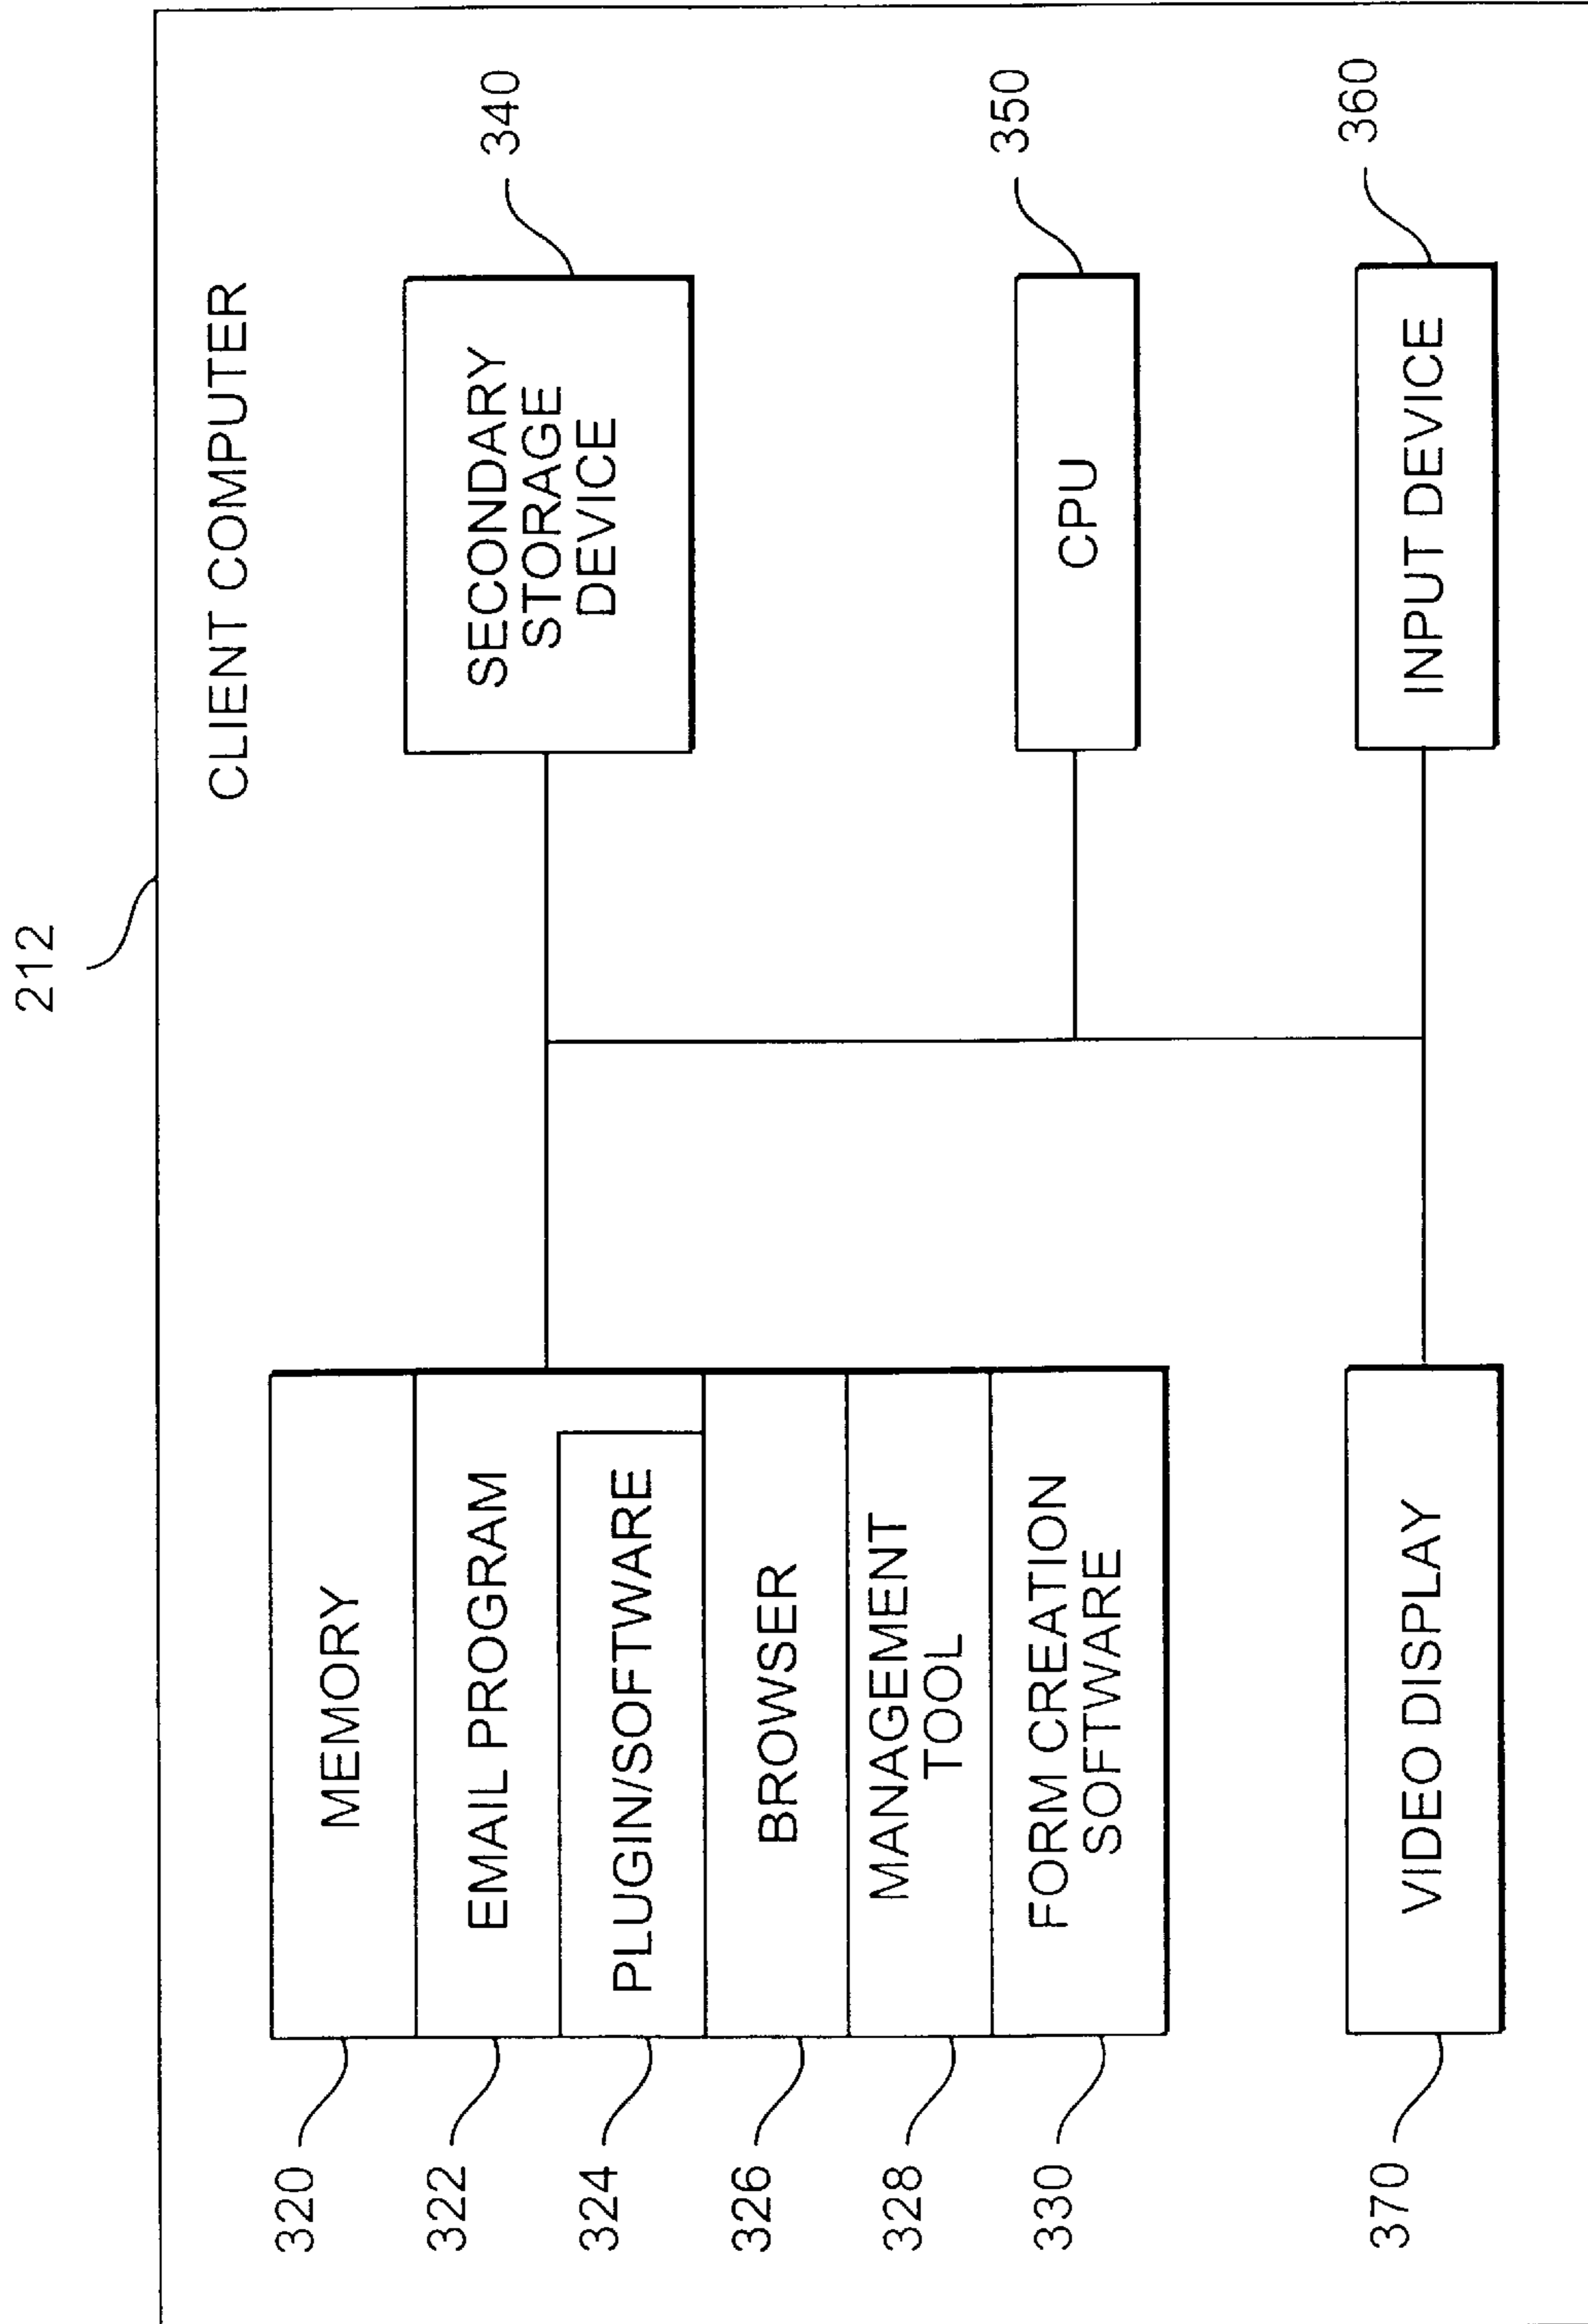 212
CLIENT COMPUTER
320
MEMORY
322
EMAIL PROGRAM
324
PLUGIN/SOFTWARE
326
BROWSER
328
MANAGEMENT
TOOL
330
FORM CREATION
SOFTWARE
SECONDARY
STORAGE
DEVICE
340
CPU
350
370
VIDEO DISPLAY
INPUT DEVICE
360